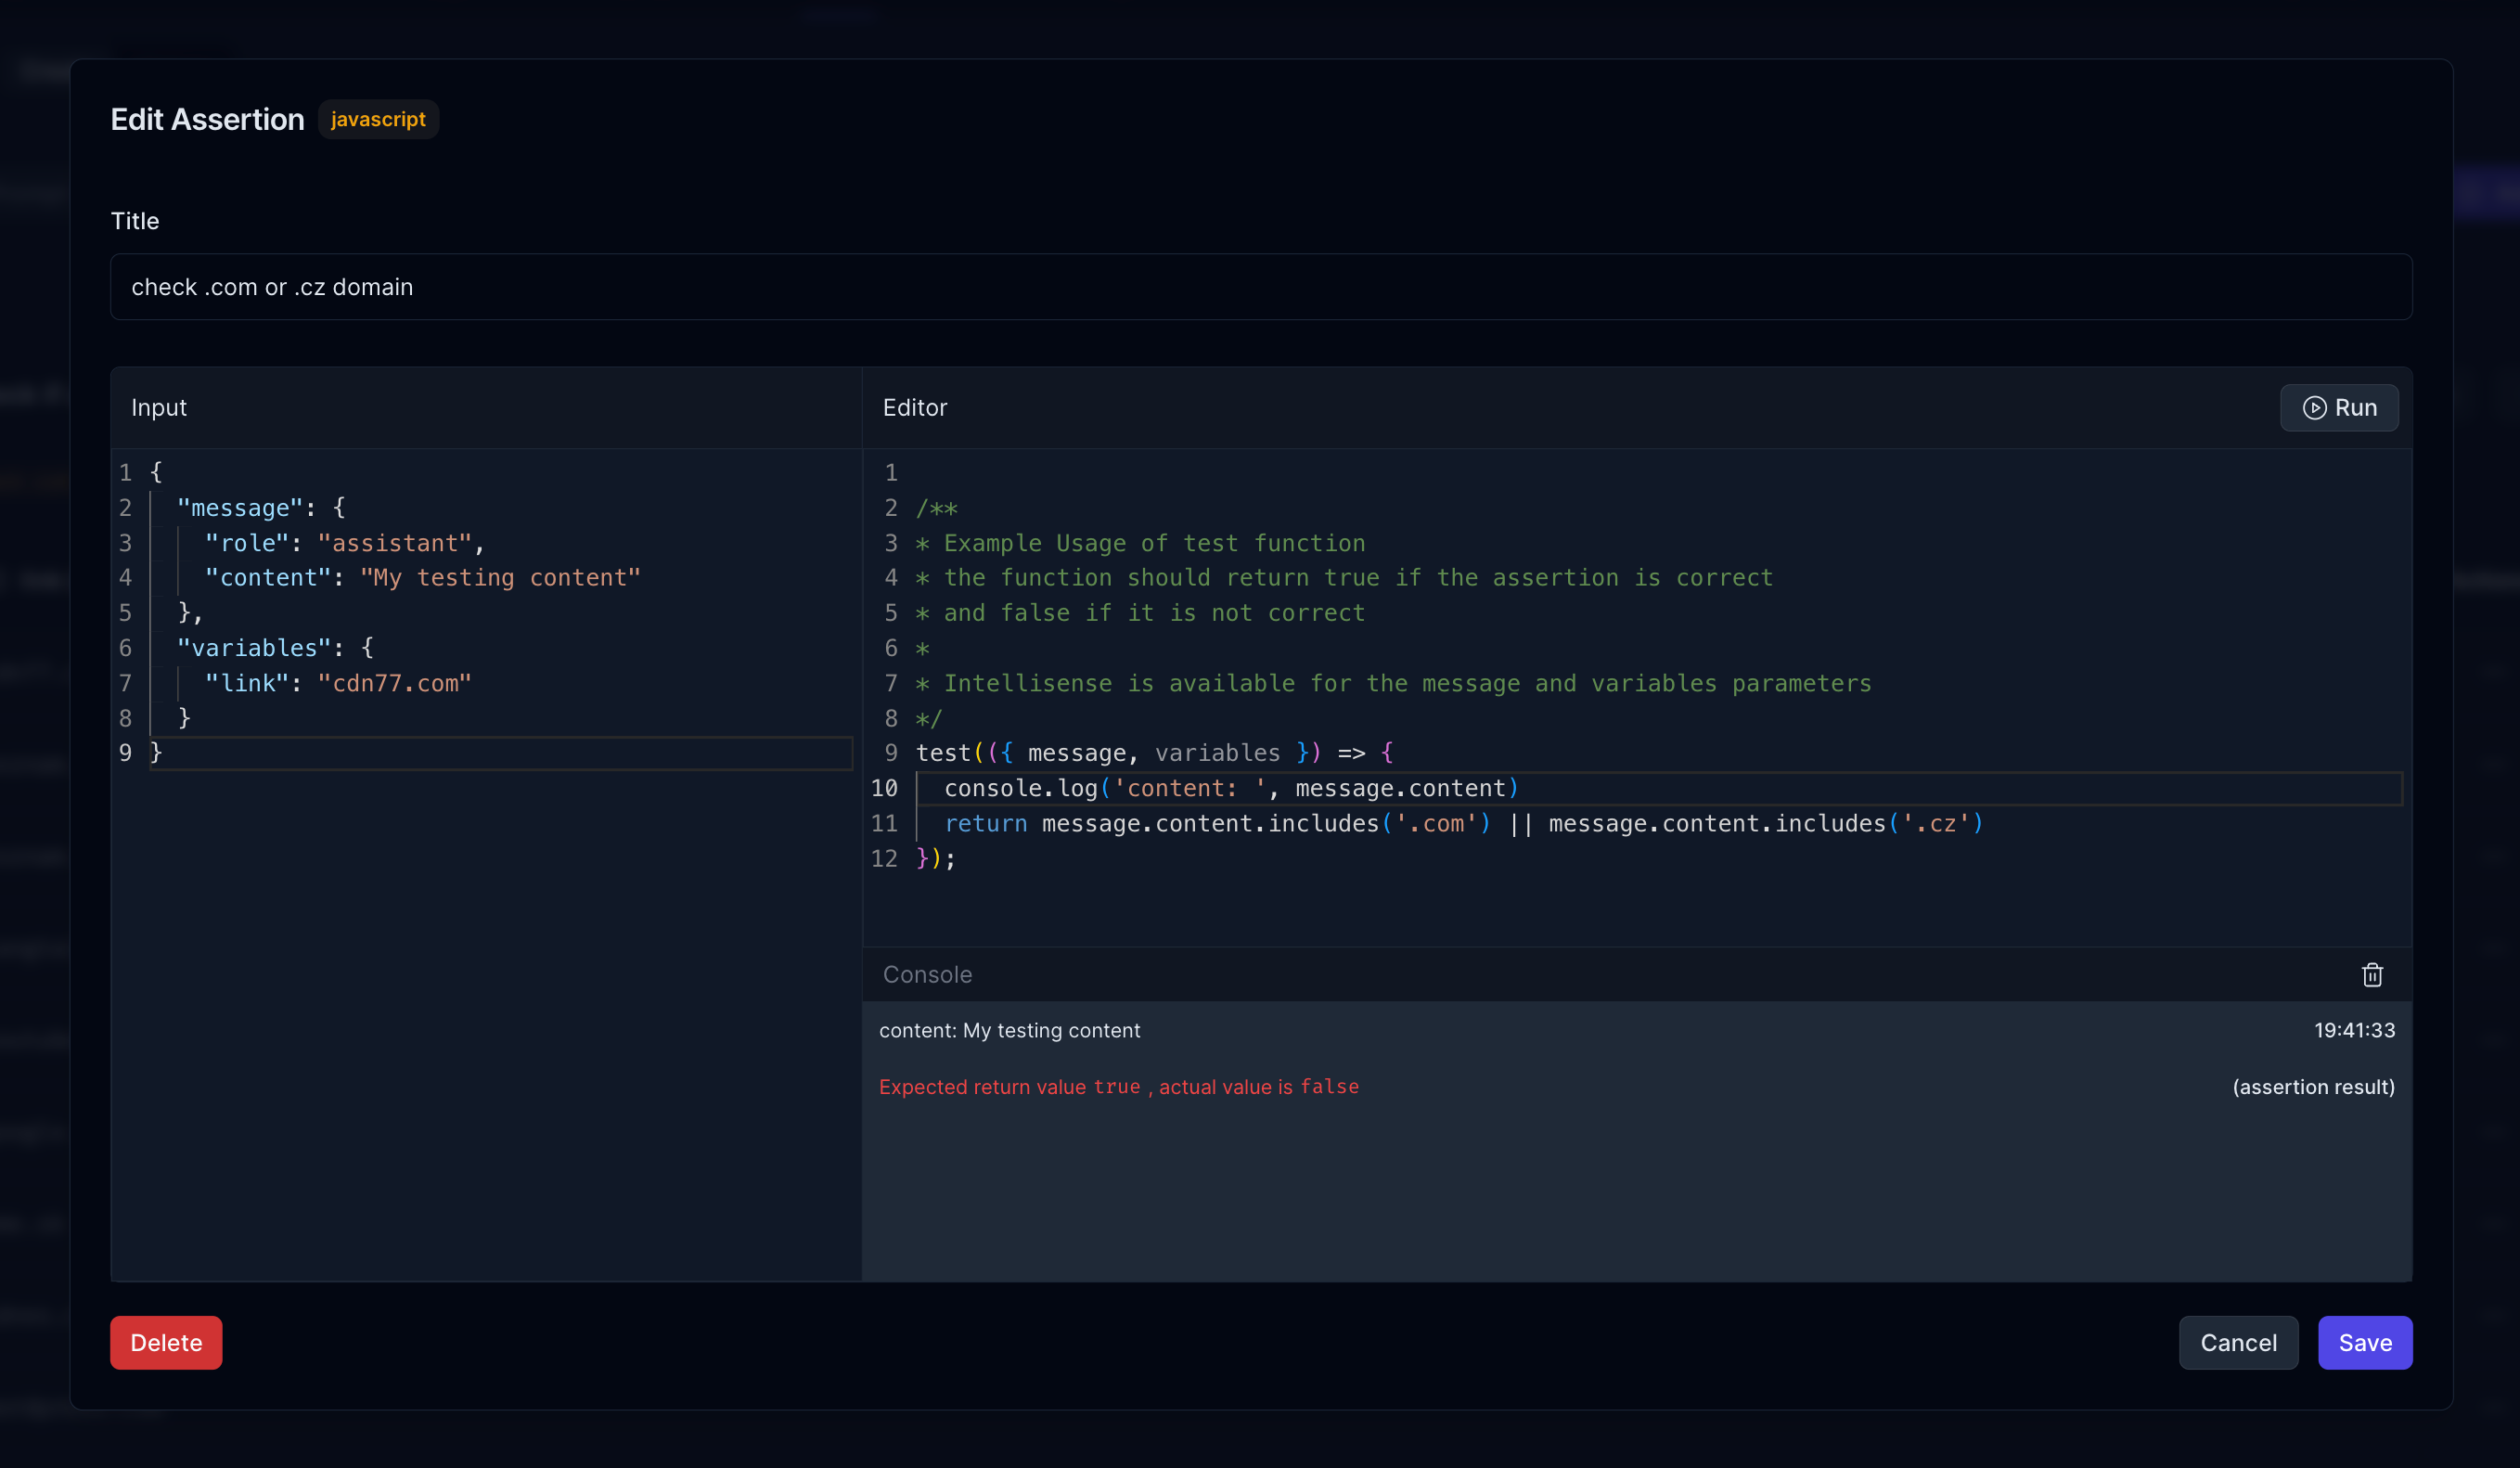 Edit Assertion javascript
Title
check .com or .cz domain
Input
1 {
2 "message": {
3 "role": "assistant",
4 "content": "My testing content"
5 },
6 "variables": {
7 "link": "cdn77.com"
8 }
9 }
Editor
Run
1
2 /**
3 * Example Usage of test function
4 * the function should return true if the assertion is correct
5 * and false if it is not correct
6 *
7 * Intellisense is available for the message and variables parameters
8 */
9 test(({ message, variables }) => {
10 console.log('content: ', message.content)
11 return message.content.includes('.com') || message.content.includes('.cz')
12 });
Console
content: My testing content 19:41:33
Expected return value true , actual value is false (assertion result)
Delete
Cancel
Save